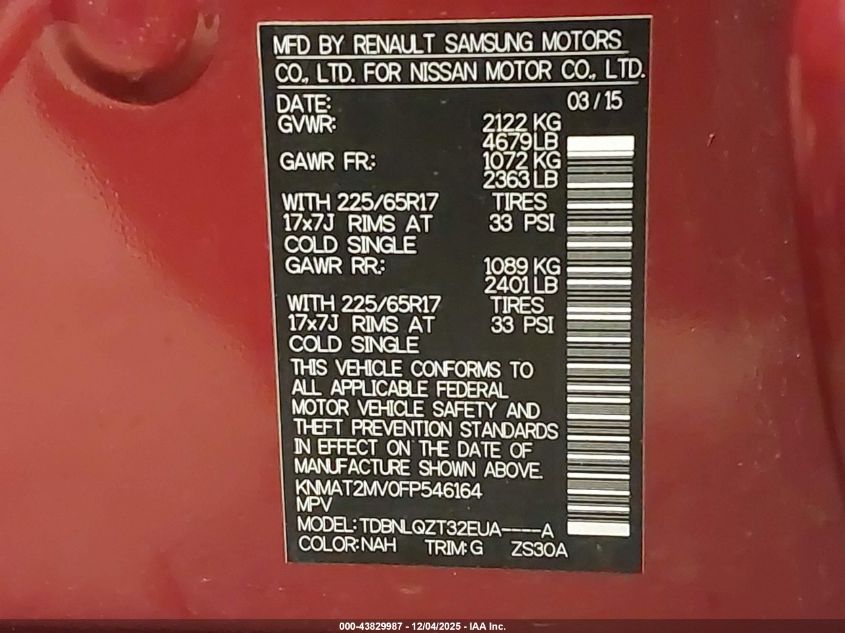 MFD BY RENAULT SAMSUNG MOTORS
CO., LTD. FOR NISSAN MOTOR CO., LTD.
DATE: 03 / 15
GVWR: 2122 KG
4679 LB
GAWR FR.: 1072 KG
2363 LB
WITH 225/65R17 TIRES
17x7J RIMS AT 33 PSI
COLD SINGLE
GAWR RR.: 1089 KG
2401 LB
WITH 225/65R17 TIRES
17x7J RIMS AT 33 PSI
COLD SINGLE
THIS VEHICLE CONFORMS TO
ALL APPLICABLE FEDERAL
MOTOR VEHICLE SAFETY AND
THEFT PREVENTION STANDARDS
IN EFFECT ON THE DATE OF
MANUFACTURE SHOWN ABOVE.
KNMAT2MV0FP546164
MPV
MODEL: TDBNLQZT32EUA----A
COLOR: NAH TRIM: G ZS30A
000-43829987 - 12/04/2025 - IAA Inc.